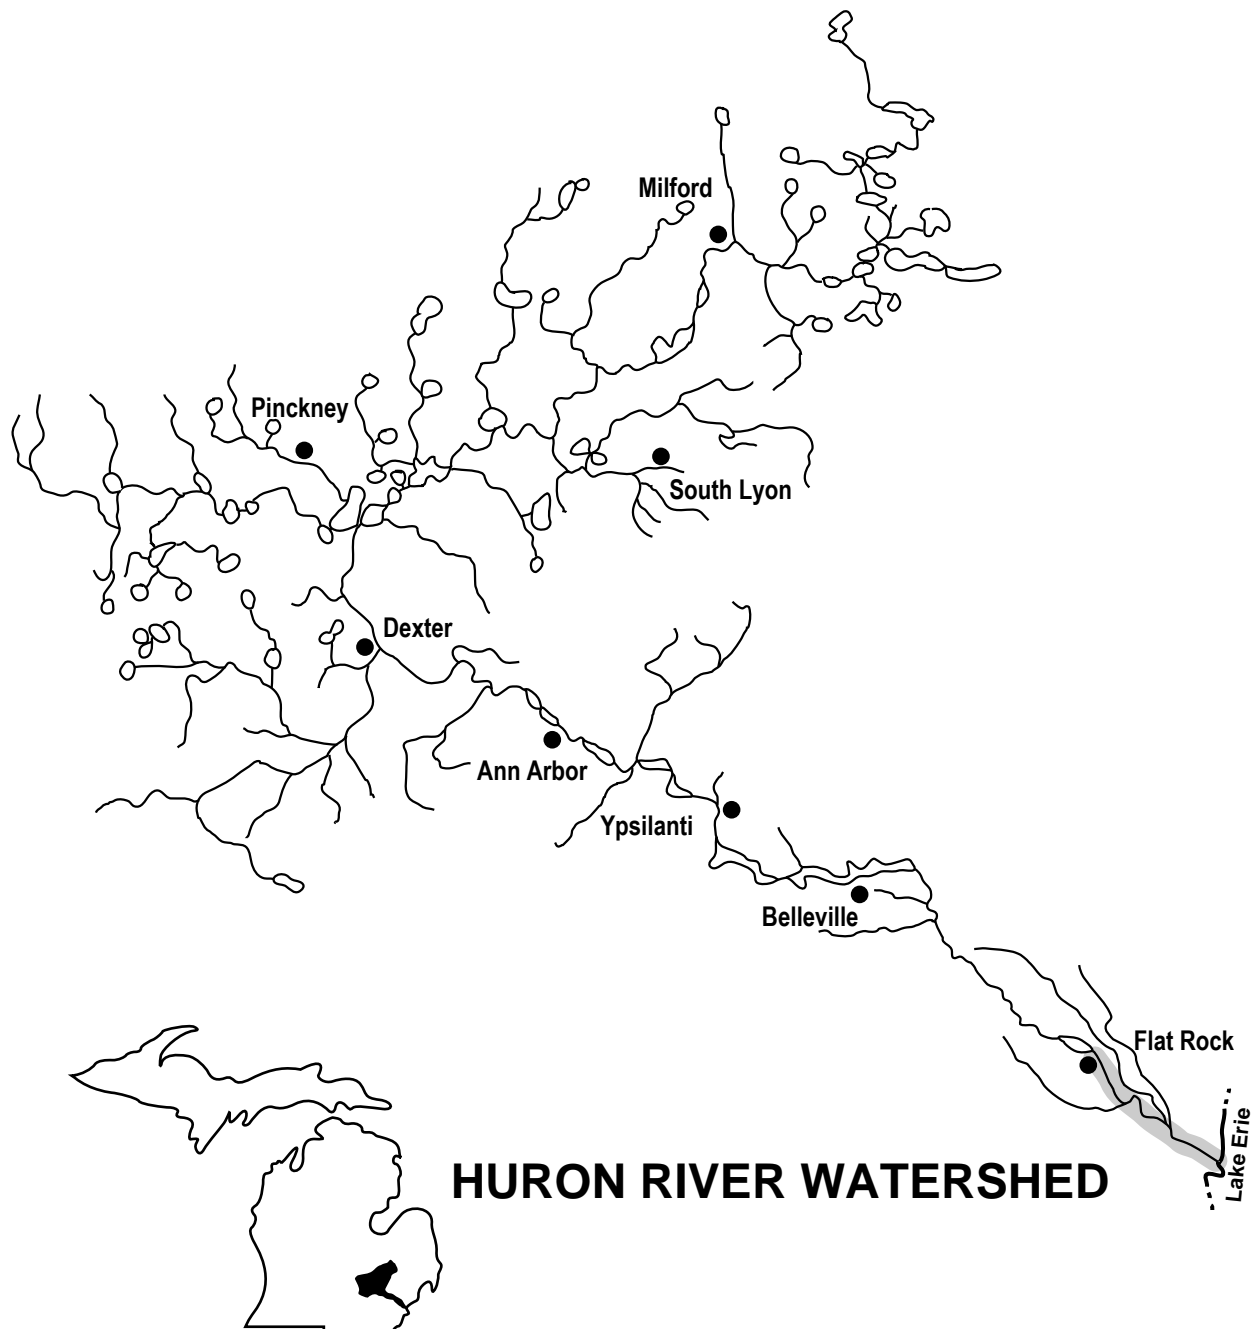 Milford
Pinckney
South Lyon
Dexter
Ann Arbor
Ypsilanti
Belleville
Flat Rock
Lake Erie
HURON RIVER WATERSHED